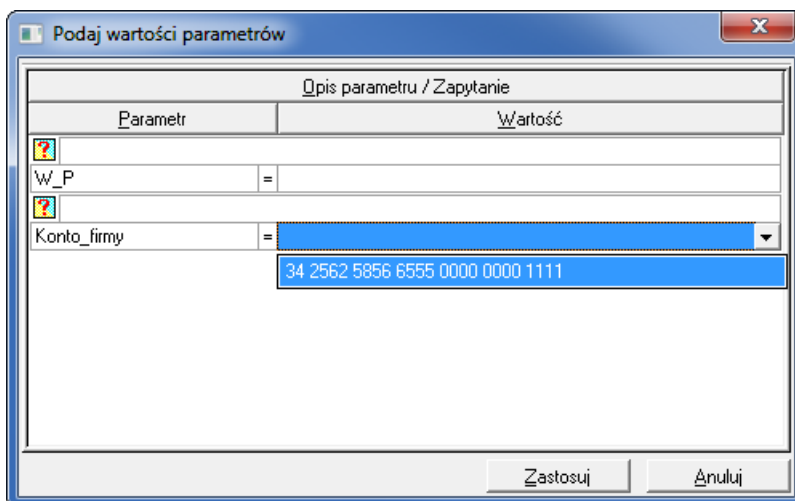 Podaj wartości parametrów
Opis parametru / Zapytanie
Parametr Wartość
?
W_P =
?
Konto_firmy =
34 2562 5856 6555 0000 0000 1111
Zastosuj Anuluj